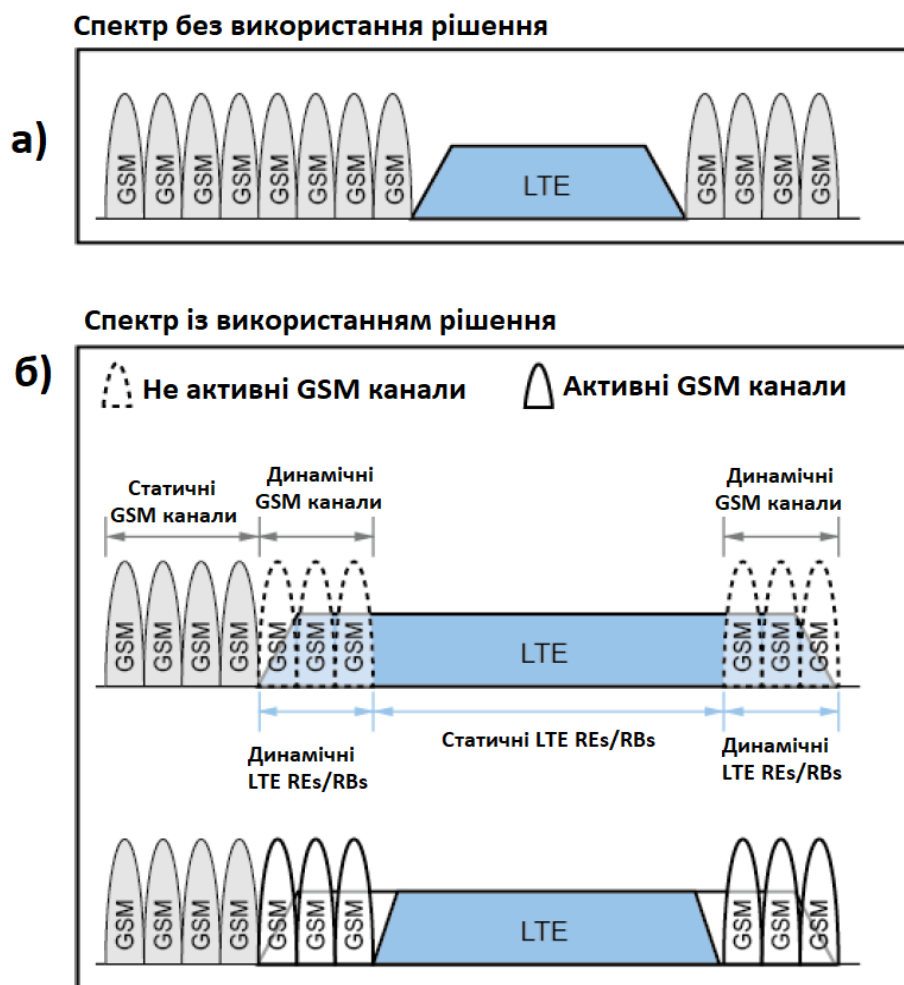 Спектр без використання рішення
а)
GSM GSM GSM GSM GSM GSM GSM GSM LTE GSM GSM GSM GSM
Спектр із використанням рішення
б)
Не активні GSM канали Активні GSM канали
Статичні GSM канали
Динамічні GSM канали
Динамічні GSM канали
GSM GSM GSM GSM GSM GSM GSM LTE GSM GSM GSM
Динамічні LTE REs/RBs
Статичні LTE REs/RBs
Динамічні LTE REs/RBs
GSM GSM GSM GSM GSM GSM GSM LTE GSM GSM GSM